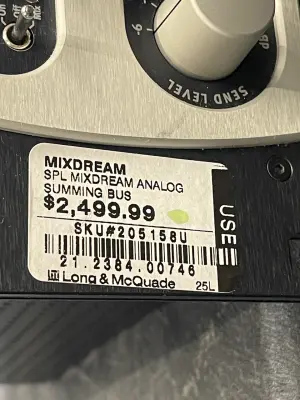 SEND LEVEL
-6
MIXDREAM
SPL MIXDREAM ANALOG
SUMMING BUS
$2,499.99
SKU#205158U
21.2384.00746
Long & McQuade
25L
USE